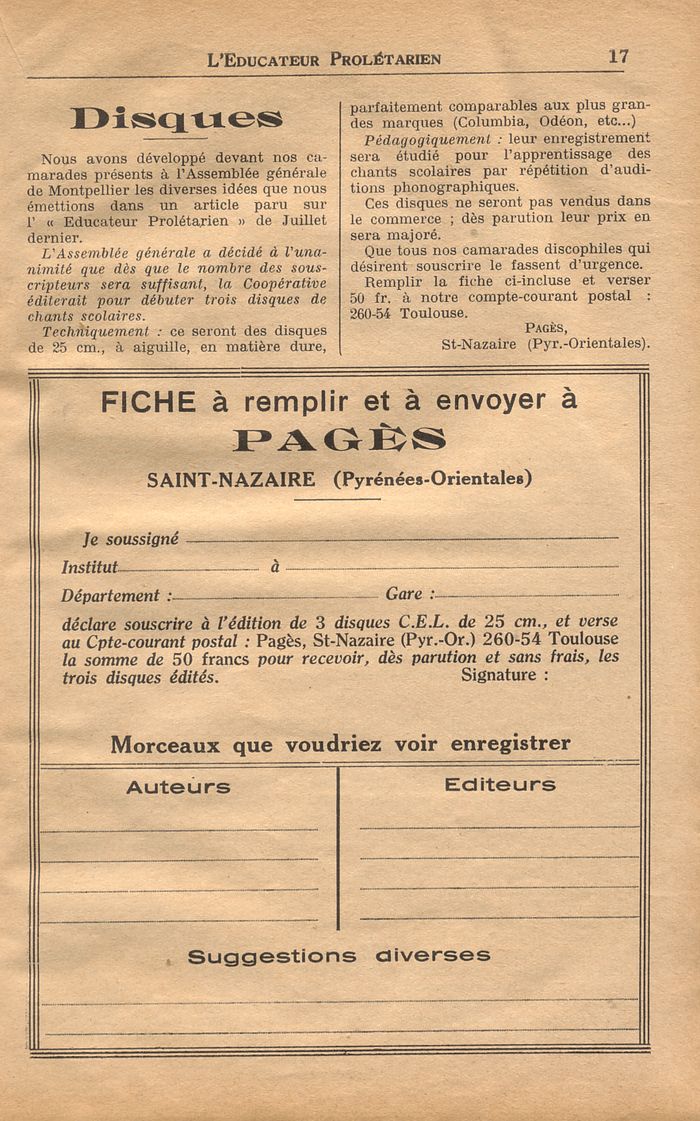 L'Educateur Prolétarien 17
Disques
Nous avons développé devant nos ca-
marades présents à l'Assemblée générale
de Montpellier les diverses idées que nous
émettions dans un article paru sur
l' « Educateur Prolétarien » de Juillet
dernier.
L'Assemblée générale a décidé à l'una-
nimité que dès que le nombre des sous-
cripteurs sera suffisant, la Coopérative
éditerait pour débuter trois disques de
chants scolaires.
Techniquement : ce seront des disques
de 25 cm., à aiguille, en matière dure,
parfaitement comparables aux plus gran-
des marques (Columbia, Odéon, etc...)
Pédagogiquement : leur enregistrement
sera étudié pour l'apprentissage des
chants scolaires par répétition d'audi-
tions phonographiques.
Ces disques ne seront pas vendus dans
le commerce ; dès parution leur prix en
sera majoré.
Que tous nos camarades discophiles qui
désirent souscrire le fassent d'urgence.
Remplir la fiche ci-incluse et verser
50 fr. à notre compte-courant postal :
260-54 Toulouse.
Pagès,
St-Nazaire (Pyr.-Orientales).
FICHE à remplir et à envoyer à
PAGÈS
SAINT-NAZAIRE (Pyrénées-Orientales)
Je soussigné
Institut à
Département : Gare :
déclare souscrire à l'édition de 3 disques C.E.L. de 25 cm., et verse
au Cpte-courant postal : Pagès, St-Nazaire (Pyr.-Or.) 260-54 Toulouse
la somme de 50 francs pour recevoir, dès parution et sans frais, les
trois disques édités. Signature :
Morceaux que voudriez voir enregistrer
Auteurs Editeurs
Suggestions diverses